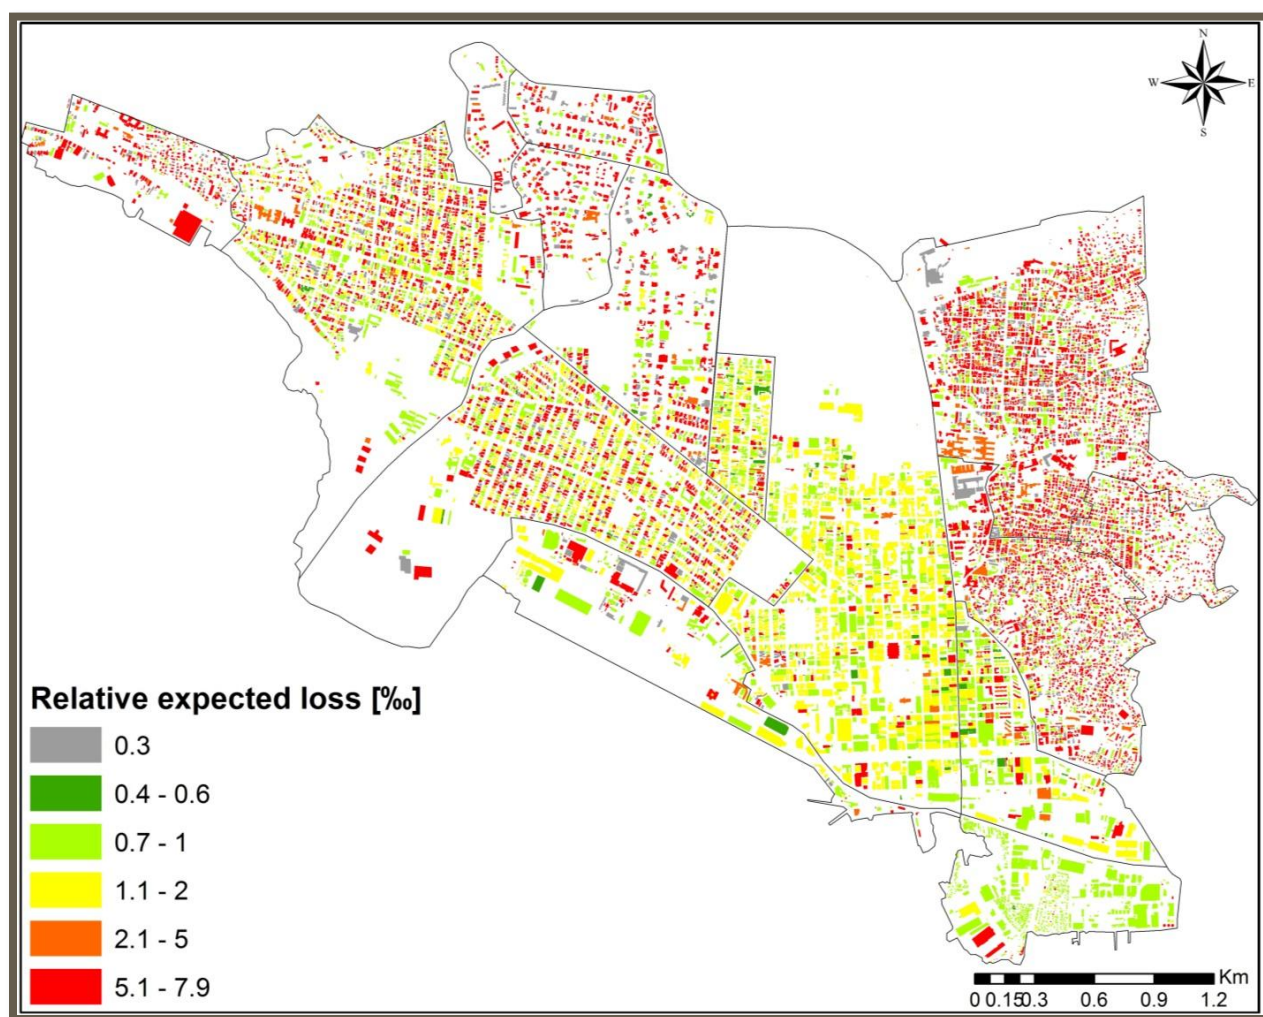 N
W E
S
Relative expected loss [‰]
0.3
0.4 - 0.6
0.7 - 1
1.1 - 2
2.1 - 5
5.1 - 7.9
Km
0 0.150.3 0.6 0.9 1.2